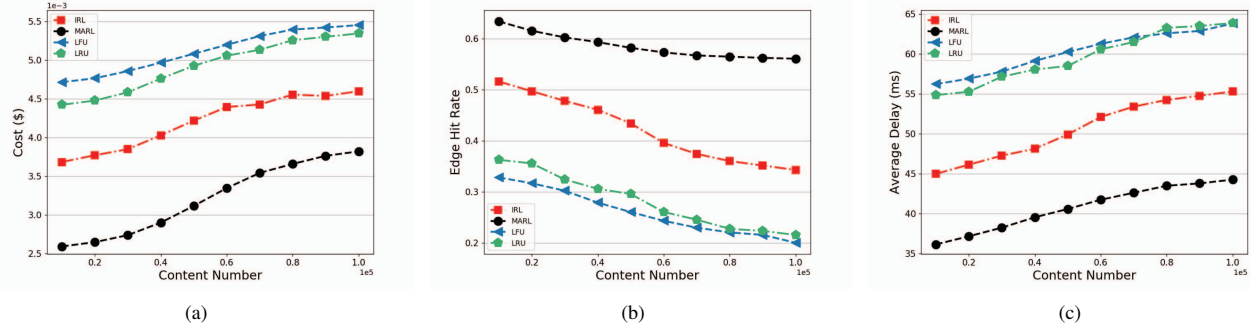 1e−3
5.5
5.0
4.5
4.0
3.5
3.0
2.5
Cost ($)
IRL
MARL
LFU
LRU
0.2 0.4 0.6 0.8 1.0
1e5
Content Number
(a)
0.6
0.5
0.4
0.3
0.2
Edge Hit Rate
IRL
MARL
LFU
LRU
0.2 0.4 0.6 0.8 1.0
1e5
Content Number
(b)
65
60
55
50
45
40
35
Average Delay (ms)
IRL
MARL
LFU
LRU
0.2 0.4 0.6 0.8 1.0
1e5
Content Number
(c)